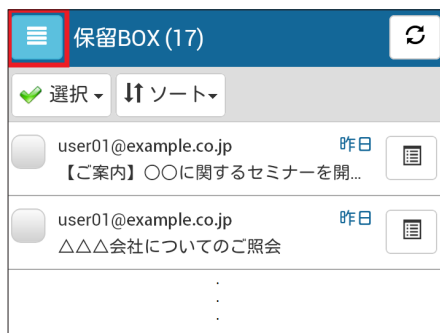 保留BOX (17)
選択 ソート
user01@example.co.jp 昨日
【ご案内】〇〇に関するセミナーを開...
user01@example.co.jp 昨日
△△△会社についてのご照会
.
.
.